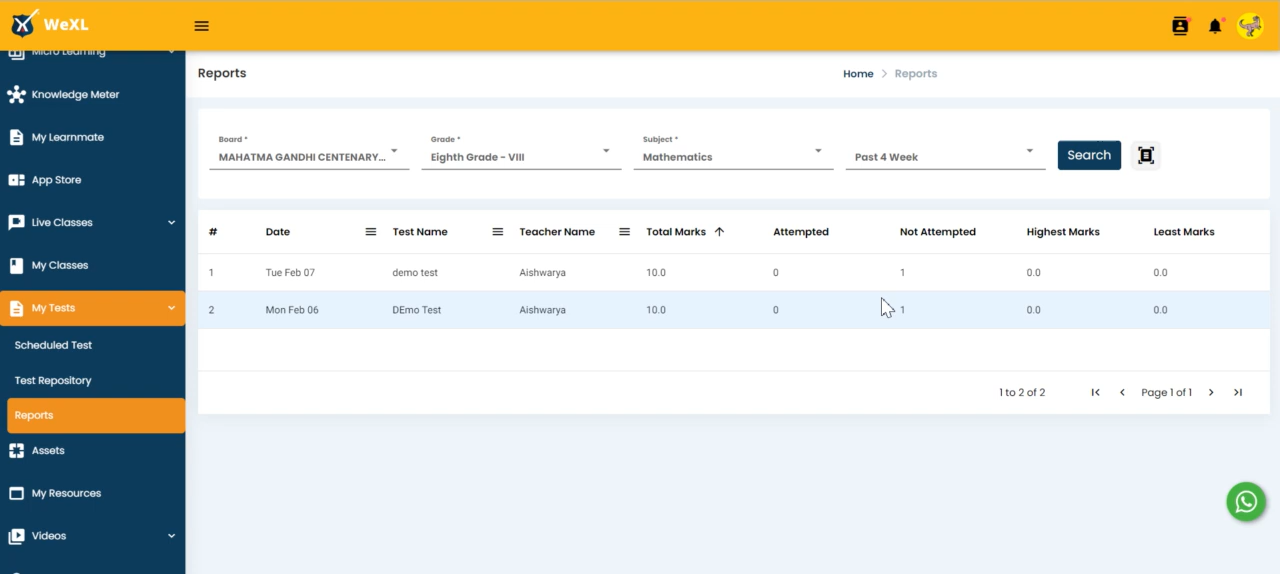 WeXL
Micro Learning
Knowledge Meter
My Learnmate
App Store
Live Classes
My Classes
My Tests
Scheduled Test
Test Repository
Reports
Assets
My Resources
Videos
Reports
Home > Reports
Board * Grade * Subject *
MAHATMA GANDHI CENTENARY... Eighth Grade - VIII Mathematics Past 4 Week Search
# Date Test Name Teacher Name Total Marks Attempted Not Attempted Highest Marks Least Marks
1 Tue Feb 07 demo test Aishwarya 10.0 0 1 0.0 0.0
2 Mon Feb 06 DEmo Test Aishwarya 10.0 0 1 0.0 0.0
1 to 2 of 2 Page 1 of 1